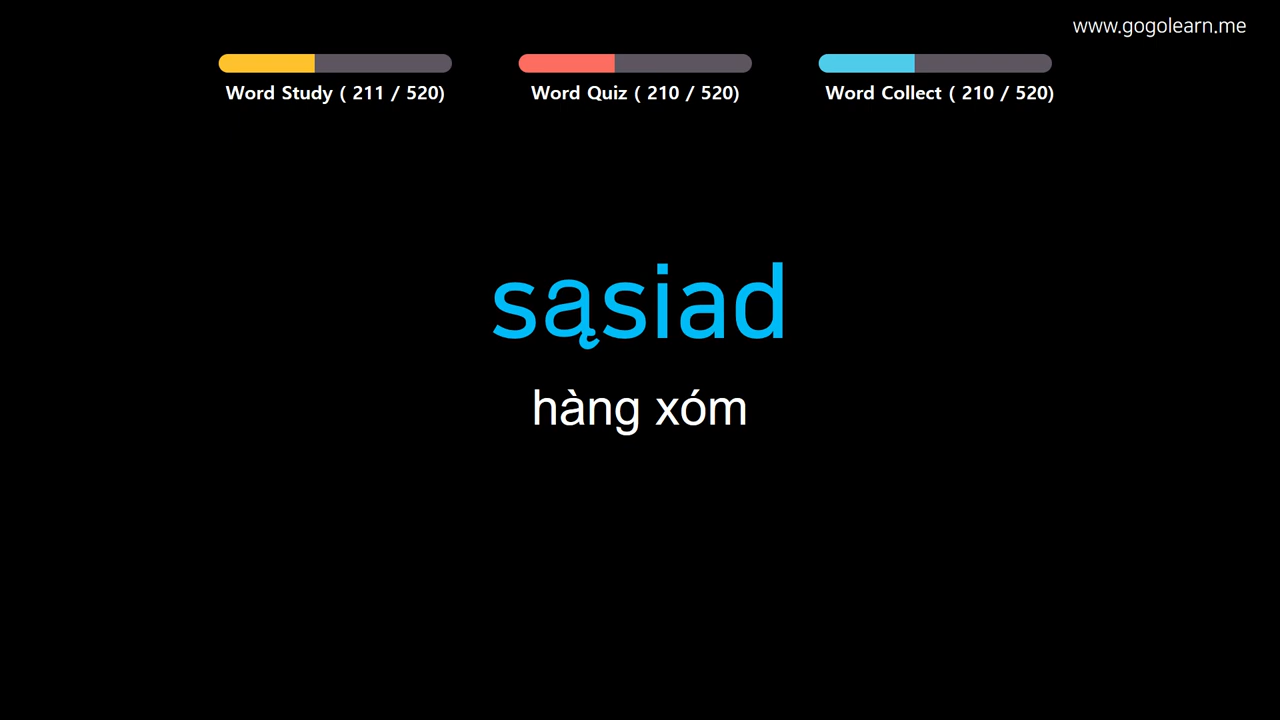 www.gogolearn.me
Word Study ( 211 / 520)
Word Quiz ( 210 / 520)
Word Collect ( 210 / 520)
sąsiad
hàng xóm